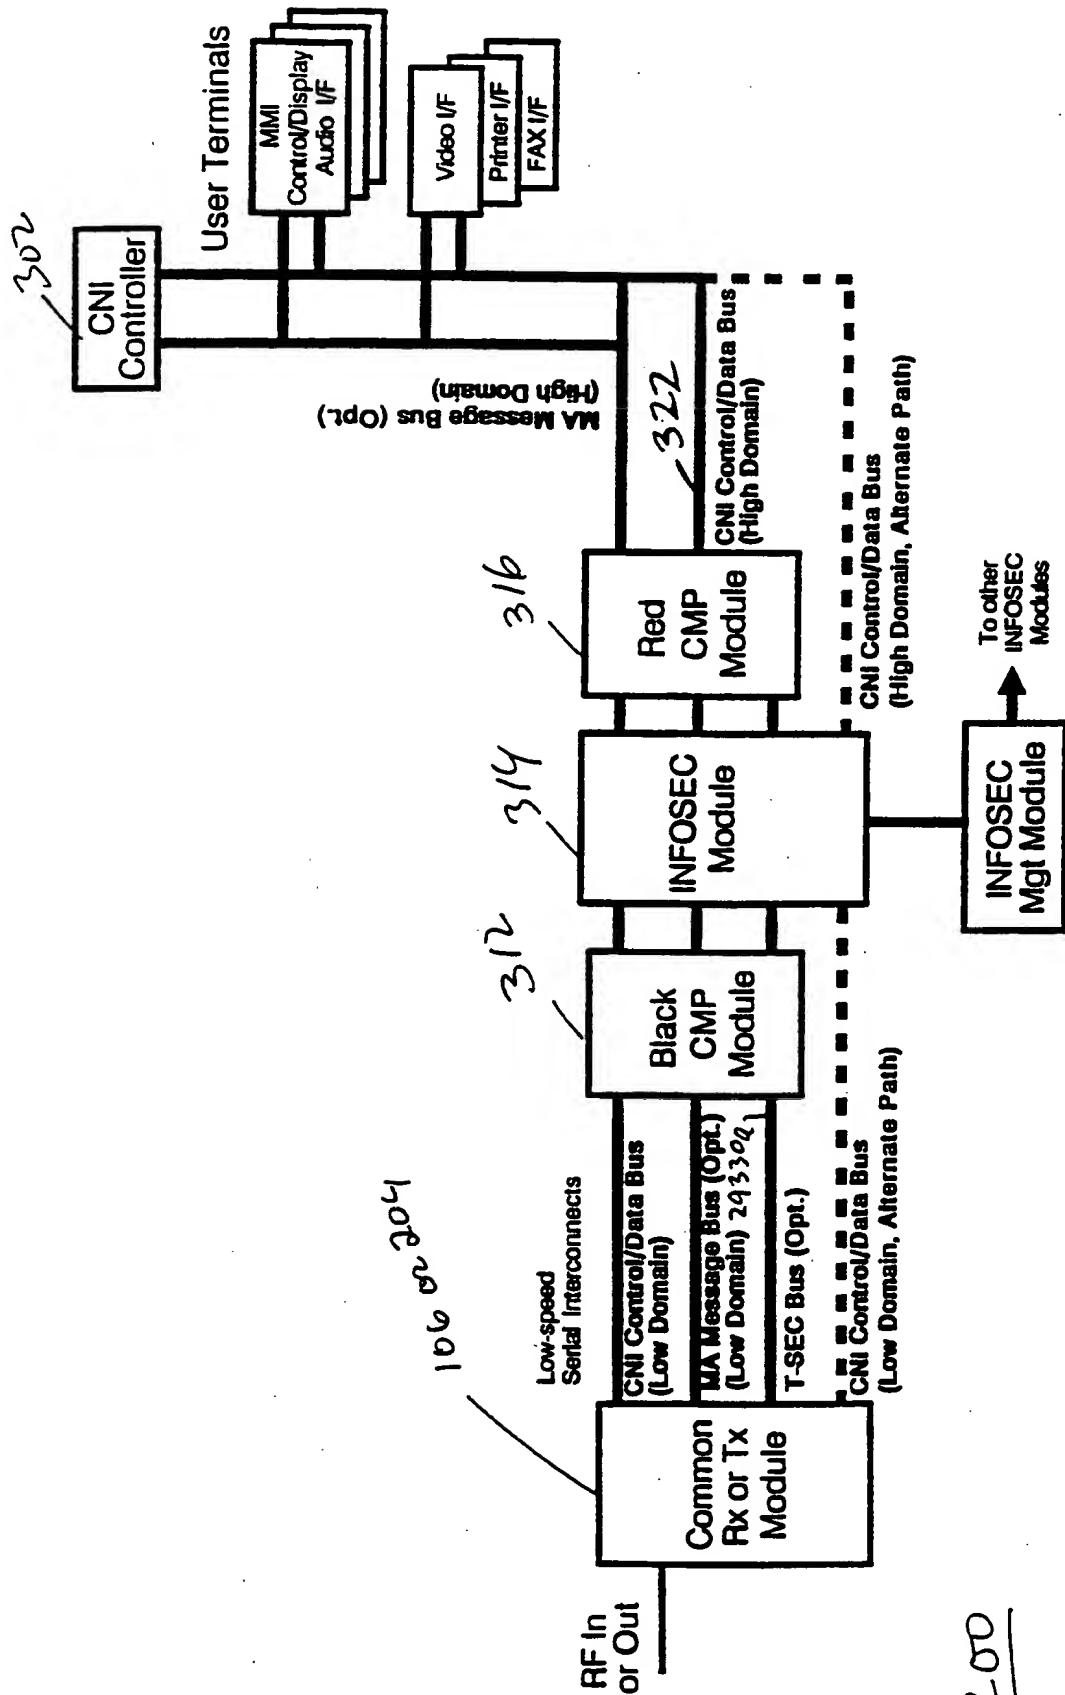 302
CNI
Controller
User Terminals
MMI
Control/Display
Audio I/F
Video I/F
Printer I/F
FAX I/F
MA Message Bus (Opt.)
(High Domain)
322
CNI Control/Data Bus
(High Domain)
CNI Control/Data Bus
(High Domain, Alternate Path)
316
Red
CMP
Module
314
INFOSEC
Module
To other
INFOSEC
Modules
INFOSEC
Mgt Module
312
Black
CMP
Module
Low-speed
Serial Interconnects
CNI Control/Data Bus
(Low Domain)
MA Message Bus (Opt.)
(Low Domain)
T-SEC Bus (Opt.)
CNI Control/Data Bus
(Low Domain, Alternate Path)
106 or 204
Common
Rx or Tx
Module
RF In
or Out